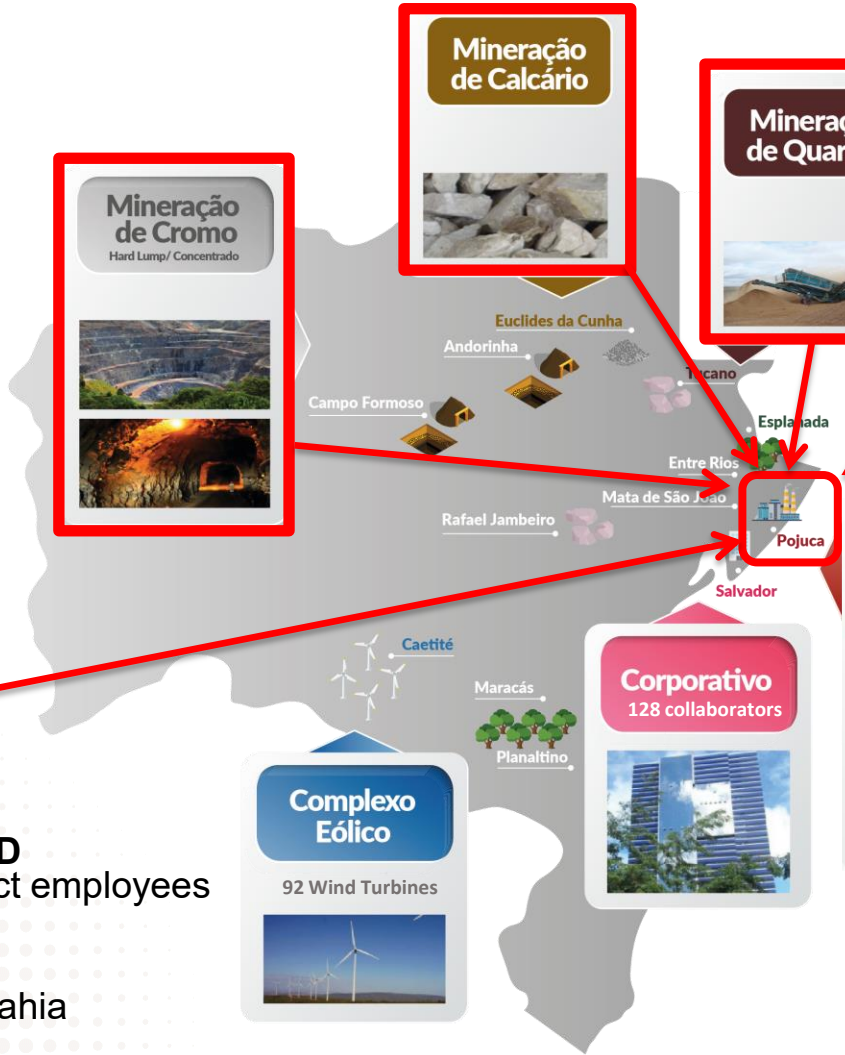 Mineração
de Calcário
Mineraç
de Quar
Mineração
de Cromo
Hard Lump/ Concentrado
Euclides da Cunha
Andorinha
Tucano
Campo Formoso
Esplanada
Entre Rios
Mata de São João
Rafael Jambeiro
Pojuca
Salvador
Caetité
Maracás
Planaltino
Corporativo
128 collaborators
Complexo
Eólico
92 Wind Turbines
D
ct employees
ahia